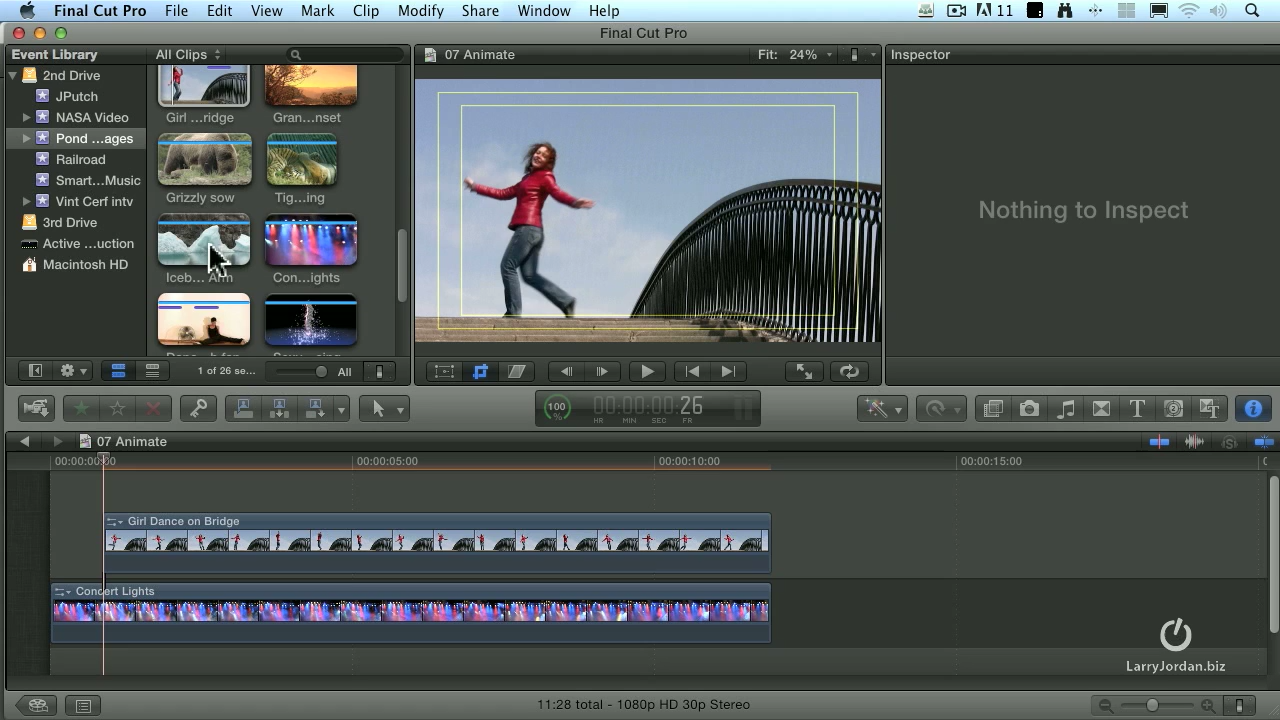 Final Cut Pro File Edit View Mark Clip Modify Share Window Help 11
Final Cut Pro
Event Library All Clips 07 Animate Fit: 24% Inspector
2nd Drive
JPutch
NASA Video
Pond ...ages
Railroad
Smart...Music
Vint Cerf intv
3rd Drive
Active ...uction
Macintosh HD
Girl ...ridge Gran...nset
Grizzly sow Tig...ing
Iceb... Arm Con...ights
Nothing to Inspect
1 of 26 se... All
100 % 00:00:00:26
HR MIN SEC FR
07 Animate
00:00:00:00 00:00:05:00 00:00:10:00 00:00:15:00
Girl Dance on Bridge
Concert Lights
LarryJordan.biz
11:28 total - 1080p HD 30p Stereo